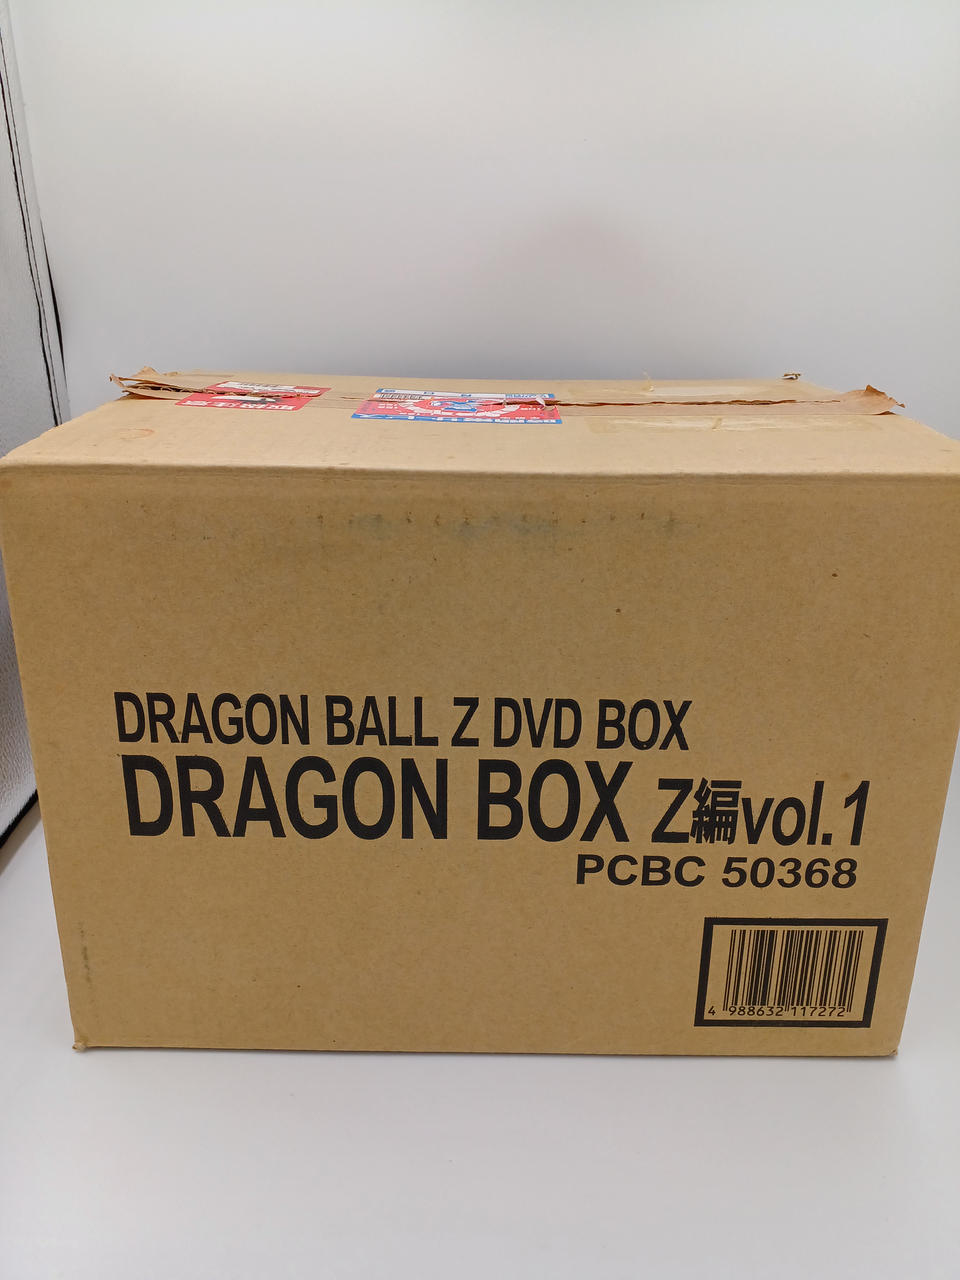 DRAGON BALL Z DVD BOX
DRAGON BOX Z編vol.1
PCBC 50368
4 988632 117272